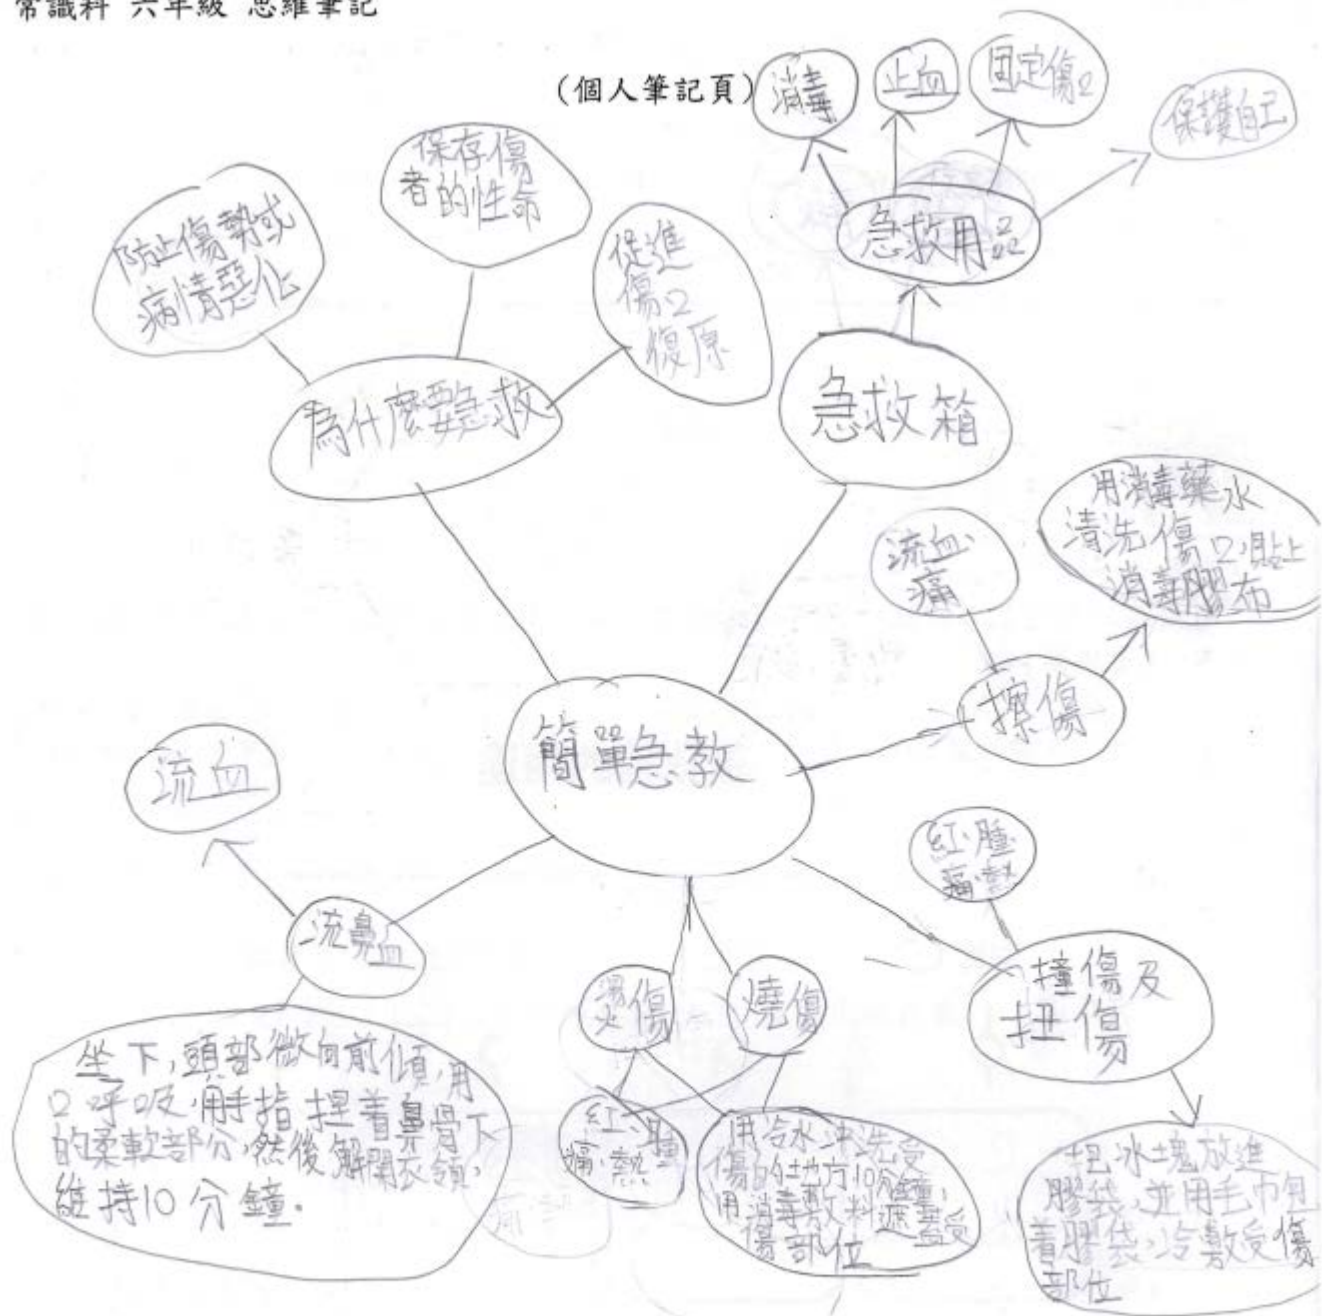 常識科 六年級 思維筆記
(個人筆記頁)
消毒
止血
固定傷口
保護自己
急救用品
急救箱
保存傷
者的性命
防止傷勢或
病情惡化
促進
傷口
復原
為什麼要急救
用消毒藥水
清洗傷口,貼上
消毒膠布
流血、
痛
擦傷
簡單急教
流血
流鼻血
坐下,頭部微向前傾,用
口呼吸,用手指捏着鼻骨下
的柔軟部分,然後解開衣領,
維持10分鐘.
燙傷
燒傷
紅、腫
痛、熱
用冷水沖洗受
傷的地方10分鐘,
用消毒敷料遮蓋受
傷部位
紅、腫
痛、熱
撞傷及
扭傷
把冰塊放進
膠袋,並用毛巾包
着膠袋,冷敷受傷
部位